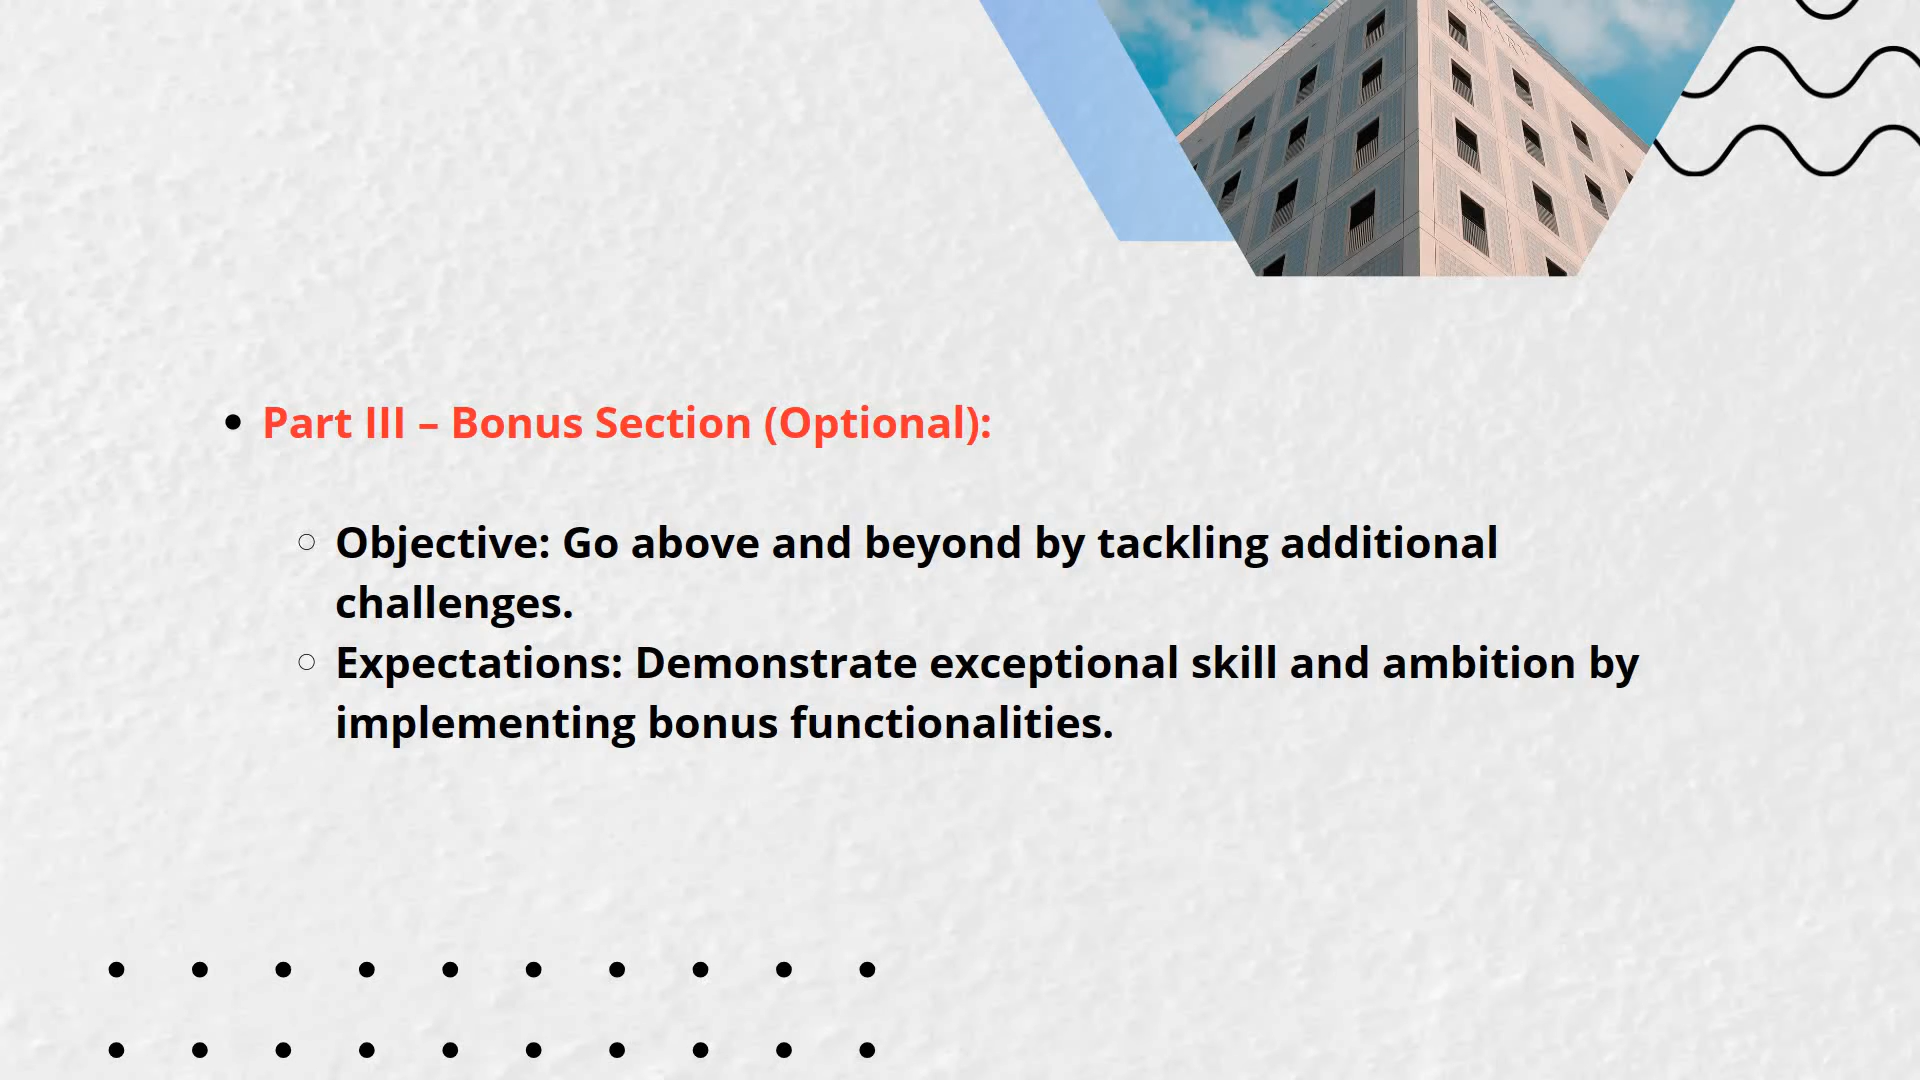 Part III – Bonus Section (Optional):
Objective: Go above and beyond by tackling additional
challenges.
Expectations: Demonstrate exceptional skill and ambition by
implementing bonus functionalities.